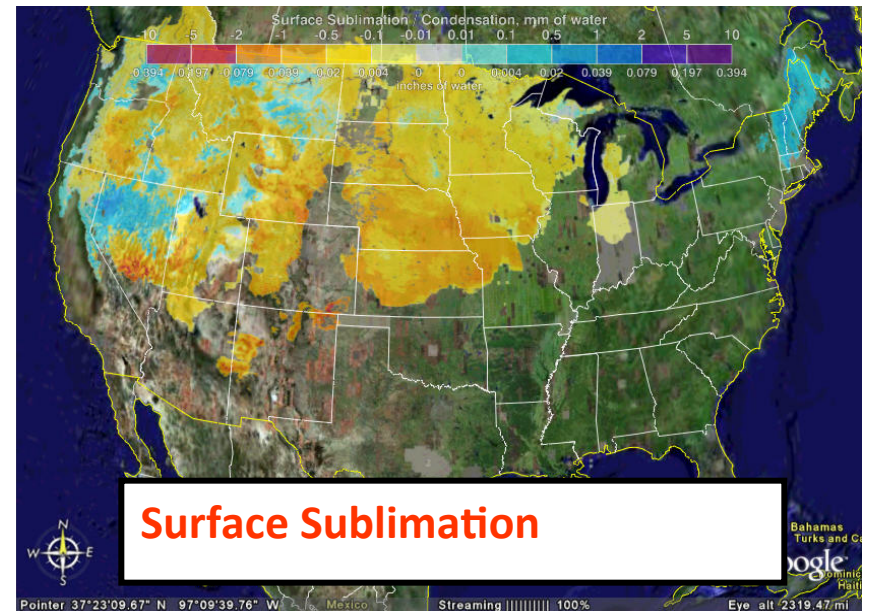 Surface Sublimation / Condensation, mm of water
-10 -5 -2 -1 -0.5 -0.1 -0.01 0.01 0.1 0.5 1 2 5 10
-0.394 -0.197 -0.079 -0.039 -0.02 -0.004 -0 0 0.004 0.02 0.039 0.079 0.197 0.394
inches of water
Surface Sublimation
N
W E
S
Bahamas
Turks and Ca
oogle
Dominic
Haiti
Pointer 37°23'09.67" N 97°09'39.76" W Mexico Streaming |||||||||| 100% Eye alt 2319.47 mi